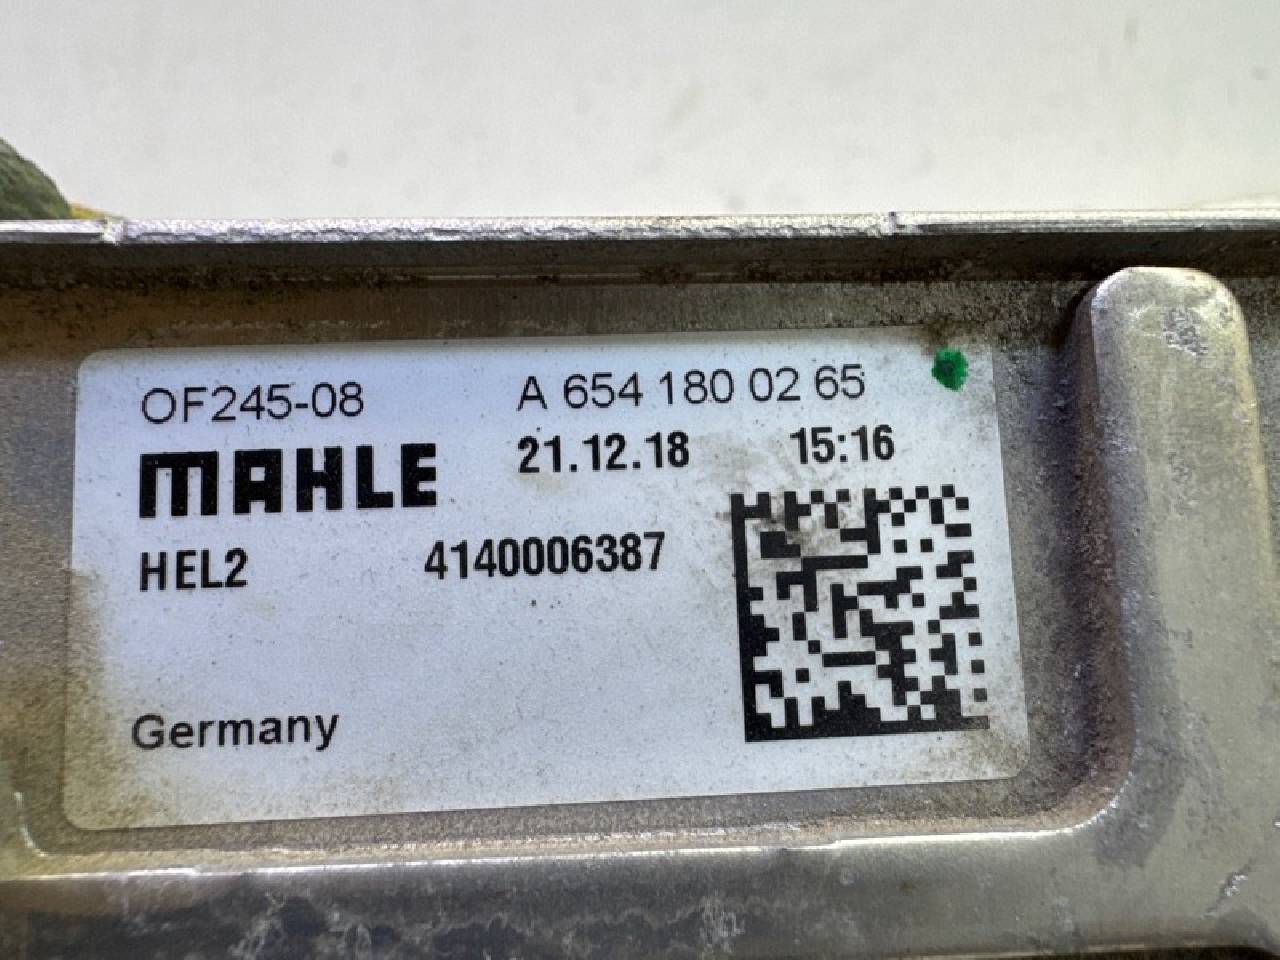 OF245-08 A 654 180 02 65
MAHLE 21.12.18 15:16
HEL2 4140006387
Germany